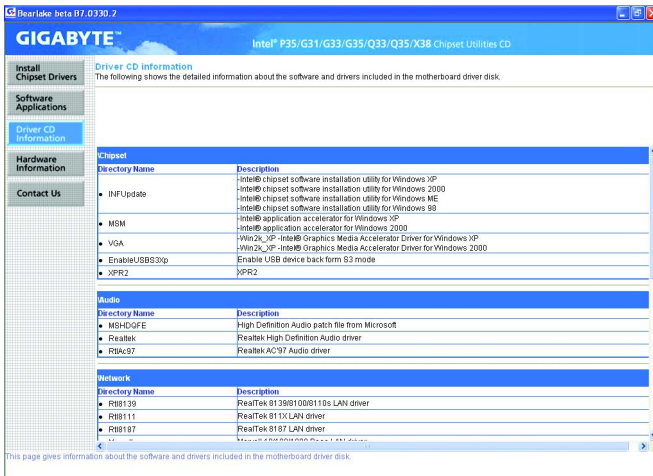 Bearlake beta B7.0330.2
GIGABYTE™
Intel® P35/G31/G33/G35/Q33/Q35/X38 Chipset Utilities CD
Install
Chipset Drivers
Software
Applications
Driver CD
Information
Hardware
Information
Contact Us
Driver CD information
The following shows the detailed information about the software and drivers included in the motherboard driver disk.
\Chipset
Directory Name Description
• INFUpdate
-Intel® chipset software installation utility for Windows XP
-Intel® chipset software installation utility for Windows 2000
-Intel® chipset software installation utility for Windows ME
-Intel® chipset software installation utility for Windows 98
• MSM
-Intel® application accelerator for Windows XP
-Intel® application accelerator for Windows 2000
• VGA
-Win2k_XP -Intel® Graphics Media Accelerator Driver for Windows XP
-Win2k_XP -Intel® Graphics Media Accelerator Driver for Windows 2000
• EnableUSBS3Xp Enable USB device back form S3 mode
• XPR2 XPR2
\Audio
Directory Name Description
• MSHDQFE High Definition Audio patch file from Microsoft
• Realtek Realtek High Definition Audio driver
• RtlAc97 Realtek AC'97 Audio driver
\Network
Directory Name Description
• Rtl8139 RealTek 8139/8100/8110s LAN driver
• Rtl8111 RealTek 811X LAN driver
• Rtl8187 RealTek 8187 LAN driver
This page gives information about the software and drivers included in the motherboard driver disk.